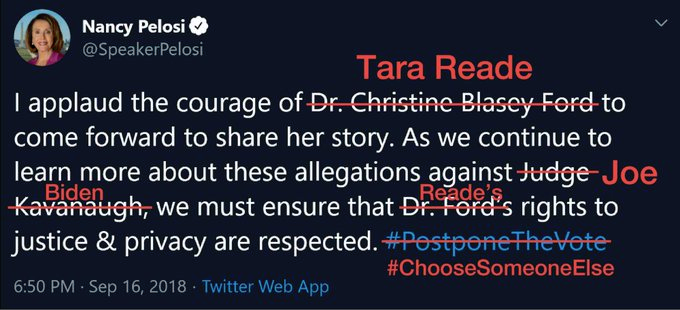 Nancy Pelosi
@SpeakerPelosi
Tara Reade
I applaud the courage of Dr. Christine Blasey Ford to
come forward to share her story. As we continue to
learn more about these allegations against Judge Joe
Biden Reade's
Kavanaugh, we must ensure that Dr. Ford's rights to
justice & privacy are respected. #PostponeTheVote
#ChooseSomeoneElse
6:50 PM · Sep 16, 2018 · Twitter Web App